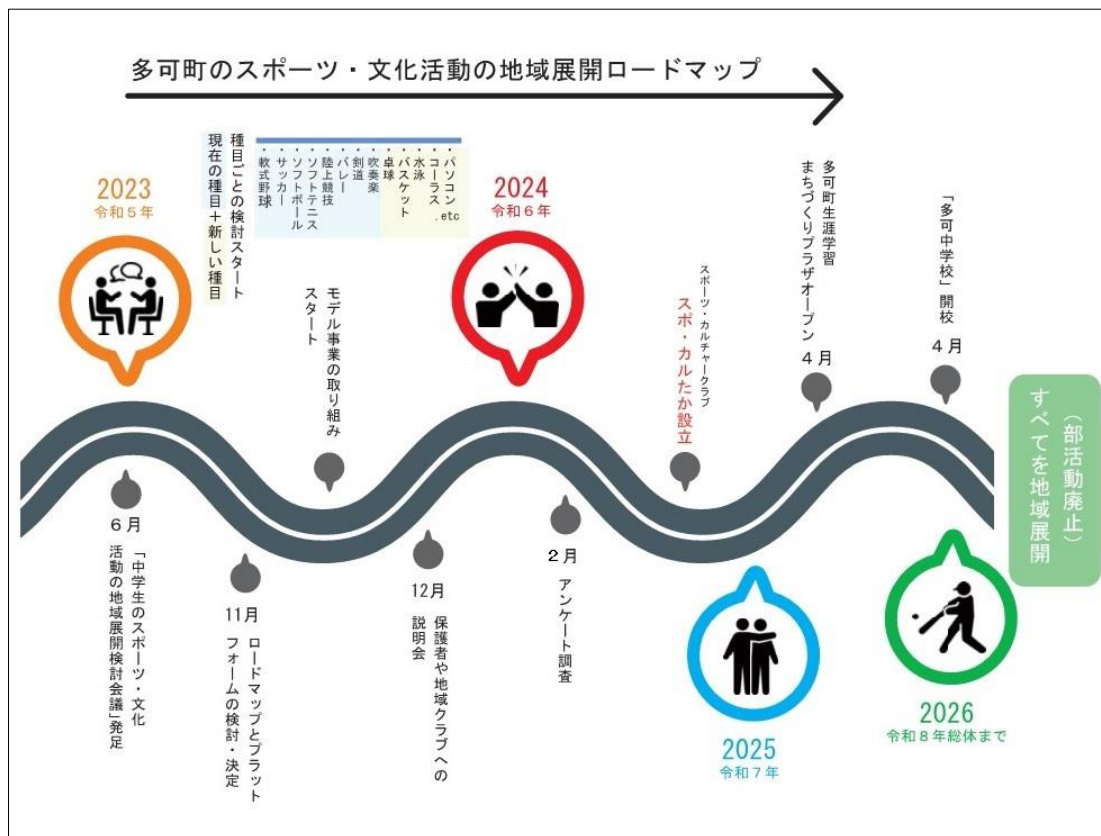 多可町のスポーツ・文化活動の地域展開ロードマップ
2023
令和5年
種目ごとの検討スタート
現在の種目＋新しい種目
軟式野球
サッカー
ソフトボール
ソフトテニス
陸上競技
バレー
剣道
吹奏楽
卓球
バスケット
水泳
コーラス
パソコン
.etc
6月
「中学生のスポーツ・文化
活動の地域展開検討会議」発足
11月
ロードマップとプラット
フォームの検討・決定
モデル事業の取り組み
スタート
12月
保護者や地域クラブへの
説明会
2024
令和6年
2月
アンケート調査
スポーツ・カルチャークラブ
スポ・カルたか設立
2025
令和7年
多可町生涯学習
まちづくりプラザオープン
4月
「多可中学校」開校
4月
2026
令和8年総体まで
（部活動廃止）
すべてを地域展開